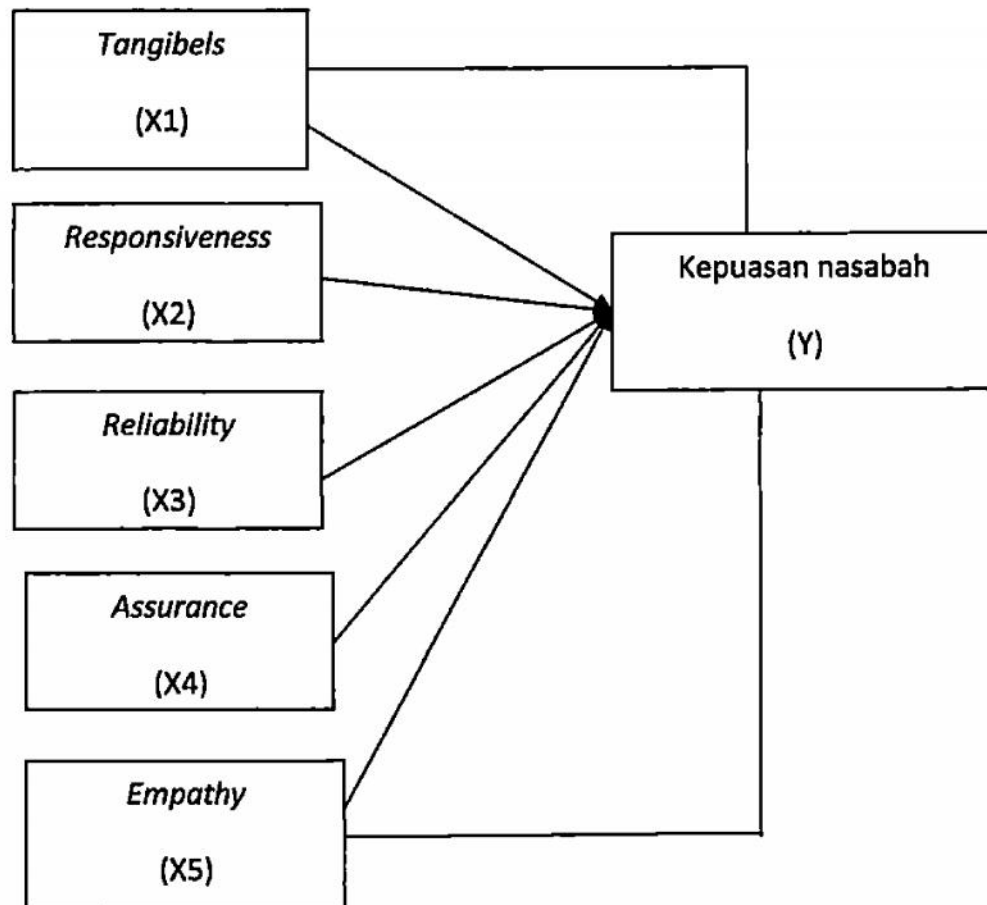 Tangibels
(X1)
Responsiveness
(X2)
Kepuasan nasabah
(Y)
Reliability
(X3)
Assurance
(X4)
Empathy
(X5)